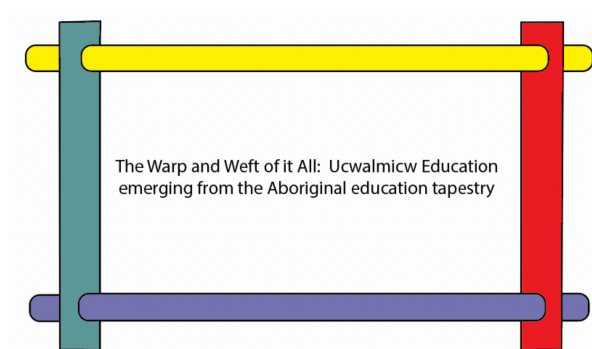 The Warp and Weft of it All:  Ucwalmicw Education
emerging from the Aboriginal education tapestry